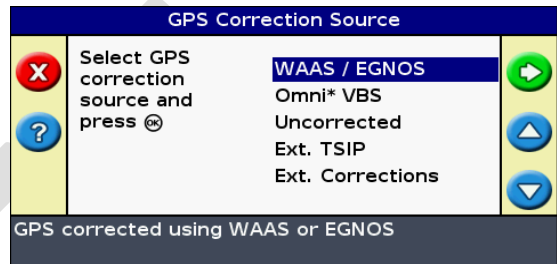 GPS Correction Source
Select GPS
correction
source and
press OK
WAAS / EGNOS
Omni* VBS
Uncorrected
Ext. TSIP
Ext. Corrections
X
?
GPS corrected using WAAS or EGNOS